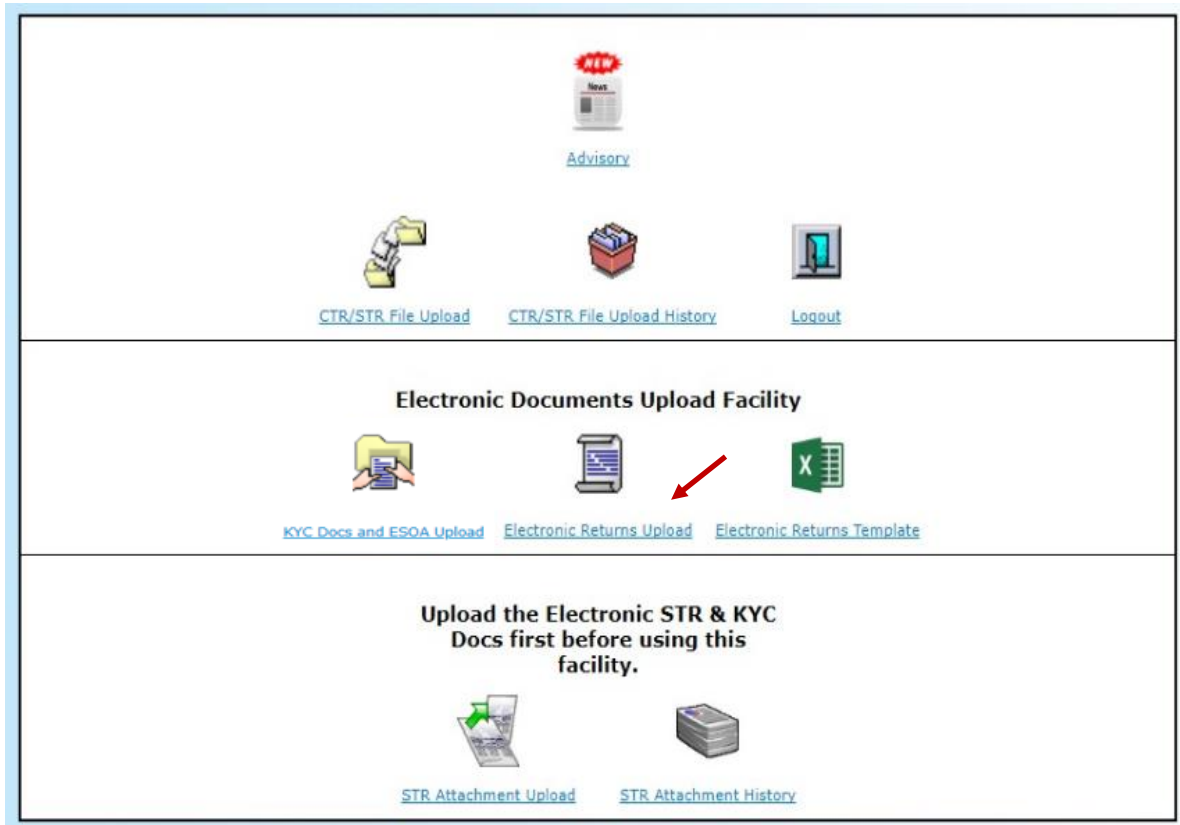 NEW
News
Advisory
CTR/STR File Upload
CTR/STR File Upload History
Logout
Electronic Documents Upload Facility
X
KYC Docs and ESOA Upload
Electronic Returns Upload
Electronic Returns Template
Upload the Electronic STR & KYC
Docs first before using this
facility.
STR Attachment Upload
STR Attachment History